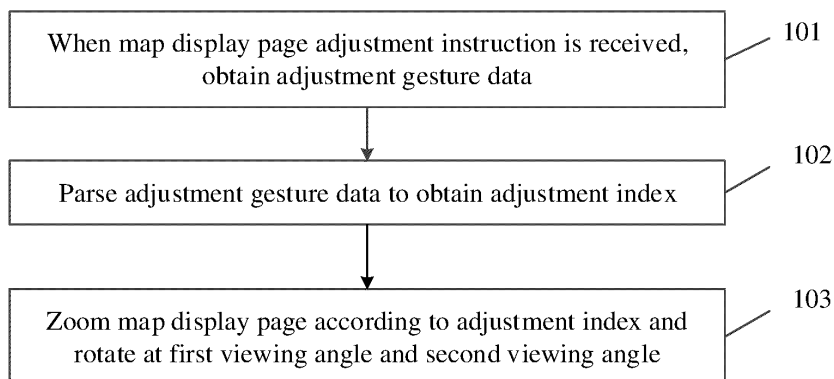 When map display page adjustment instruction is received,
obtain adjustment gesture data
101
Parse adjustment gesture data to obtain adjustment index
102
Zoom map display page according to adjustment index and
rotate at first viewing angle and second viewing angle
103